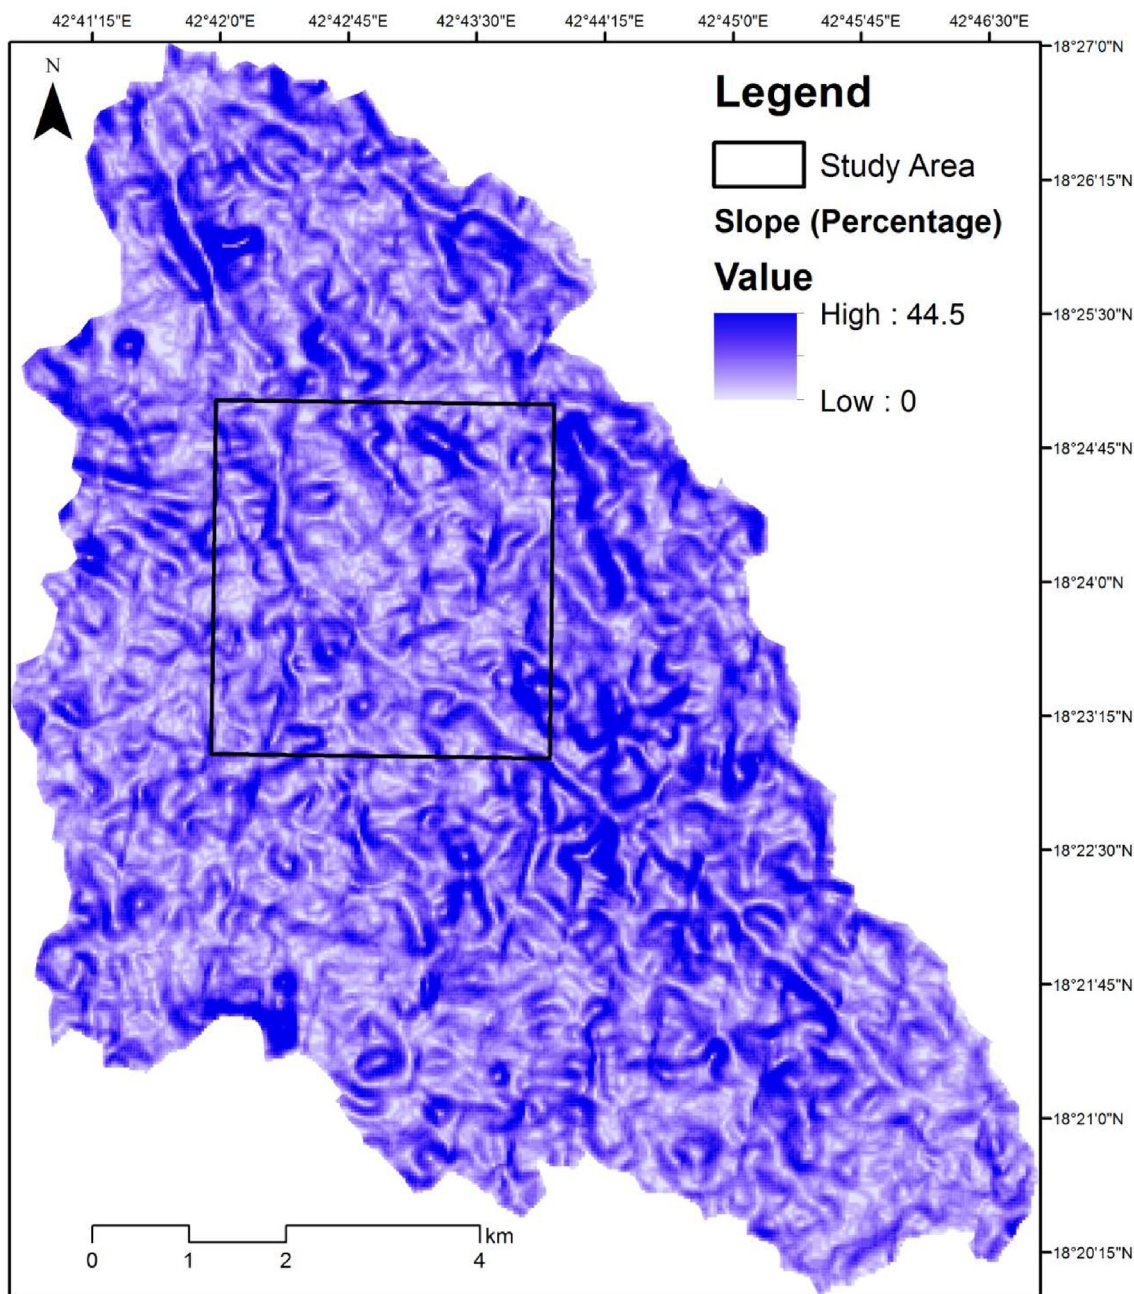 42°41'15"E 42°42'0"E 42°42'45"E 42°43'30"E 42°44'15"E 42°45'0"E 42°45'45"E 42°46'30"E
18°27'0"N
N
Legend
Study Area
18°26'15"N
Slope (Percentage)
Value
High : 44.5
18°25'30"N
Low : 0
18°24'45"N
18°24'0"N
18°23'15"N
18°22'30"N
18°21'45"N
18°21'0"N
km
0 1 2 4
18°20'15"N